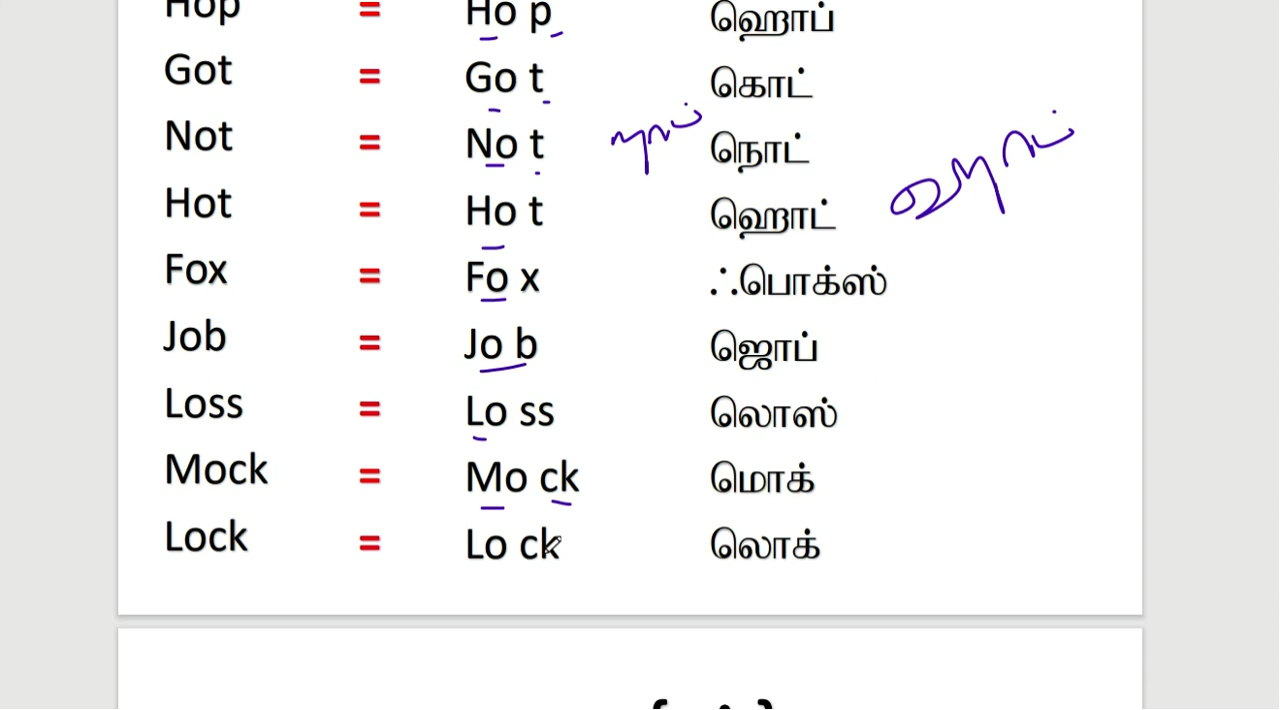 Hop = Ho p ஹொப்
Got = Go t கொட்
Not = No t நாட் நொட்
Hot = Ho t ஹொட்
Fox = Fo x ஃபொக்ஸ்
Job = Jo b ஜொப்
Loss = Lo ss லொஸ்
Mock = Mo ck மொக்
Lock = Lo ck லொக்